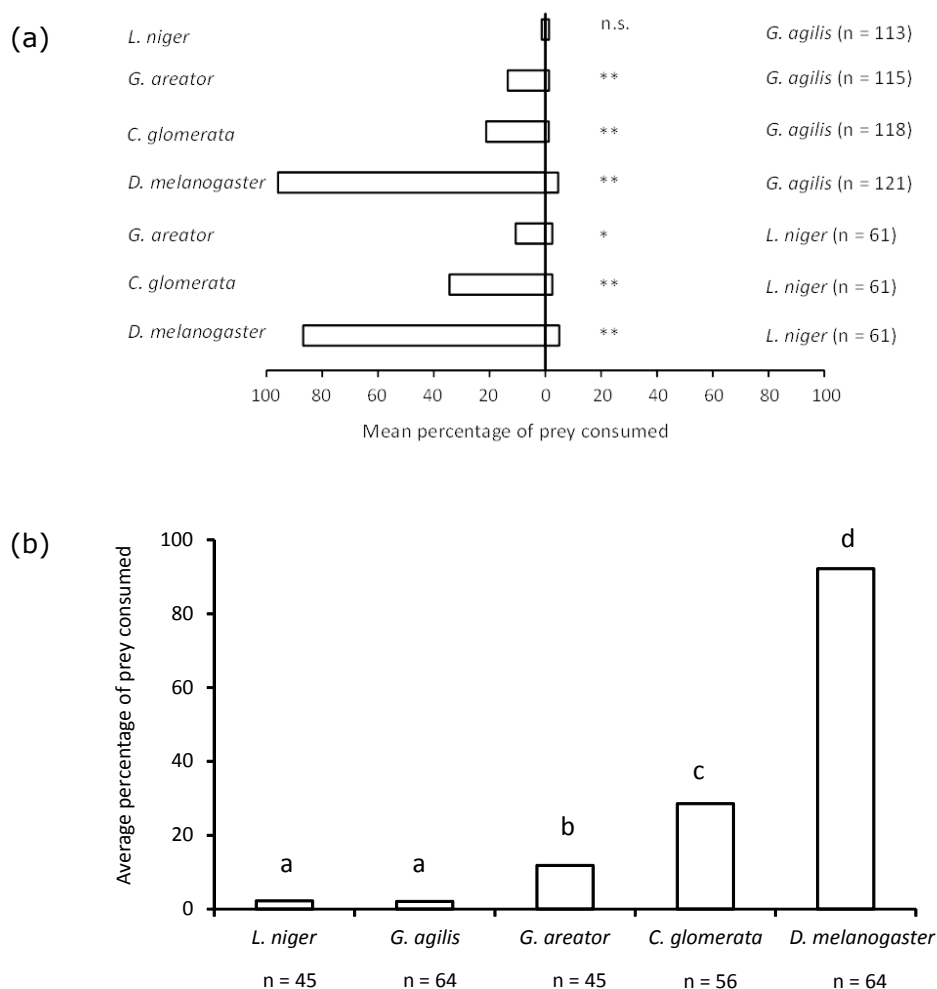 (a)
L. niger n.s. G. agilis (n = 113)
G. areator ** G. agilis (n = 115)
C. glomerata ** G. agilis (n = 118)
D. melanogaster ** G. agilis (n = 121)
G. areator * L. niger (n = 61)
C. glomerata ** L. niger (n = 61)
D. melanogaster ** L. niger (n = 61)
100 80 60 40 20 0 20 40 60 80 100
Mean percentage of prey consumed
(b)
Average percentage of prey consumed
100
80
60
40
20
0
a a b c d
L. niger G. agilis G. areator C. glomerata D. melanogaster
n = 45 n = 64 n = 45 n = 56 n = 64